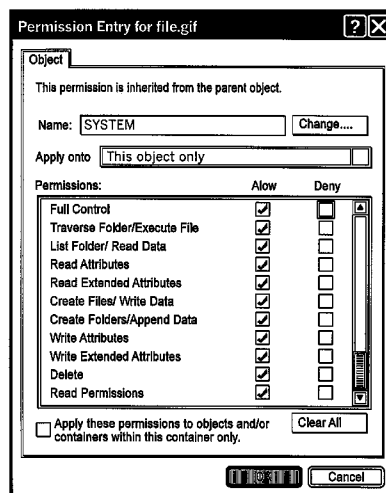 Permission Entry for file.gif
? X
Object
This permission is inherited from the parent object.
Name: SYSTEM Change....
Apply onto This object only
Permissions: Alow Deny
Full Control
Traverse Folder/Execute File
List Folder/ Read Data
Read Attributes
Read Extended Attributes
Create Files/ Write Data
Create Folders/Append Data
Write Attributes
Write Extended Attributes
Delete
Read Permissions
Apply these permissions to objects and/or
containers within this container only.
Clear All
Cancel